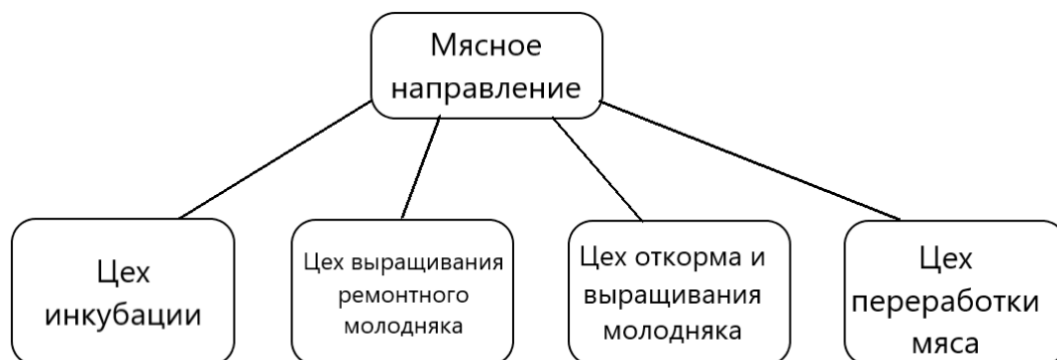 Мясное
направление
Цех
инкубации
Цех выращивания
ремонтного
молодняка
Цех откорма и
выращивания
молодняка
Цех
переработки
мяса